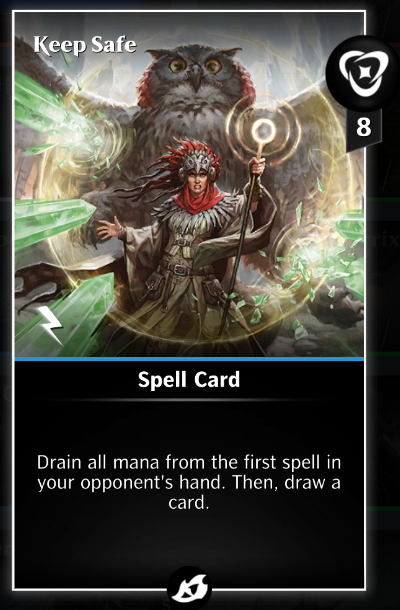 Keep Safe
8
Spell Card
Drain all mana from the first spell in
your opponent's hand. Then, draw a
card.